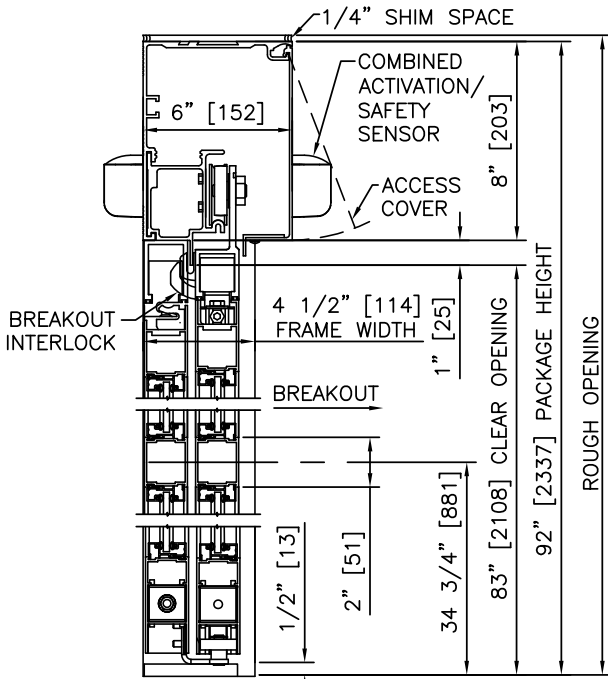 1/4" SHIM SPACE
COMBINED
ACTIVATION/
SAFETY
SENSOR
6" [152]
8" [203]
ACCESS
COVER
BREAKOUT
INTERLOCK
4 1/2" [114]
FRAME WIDTH
1" [25]
BREAKOUT
1/2" [13]
2" [51]
34 3/4" [881]
83" [2108] CLEAR OPENING
92" [2337] PACKAGE HEIGHT
ROUGH OPENING